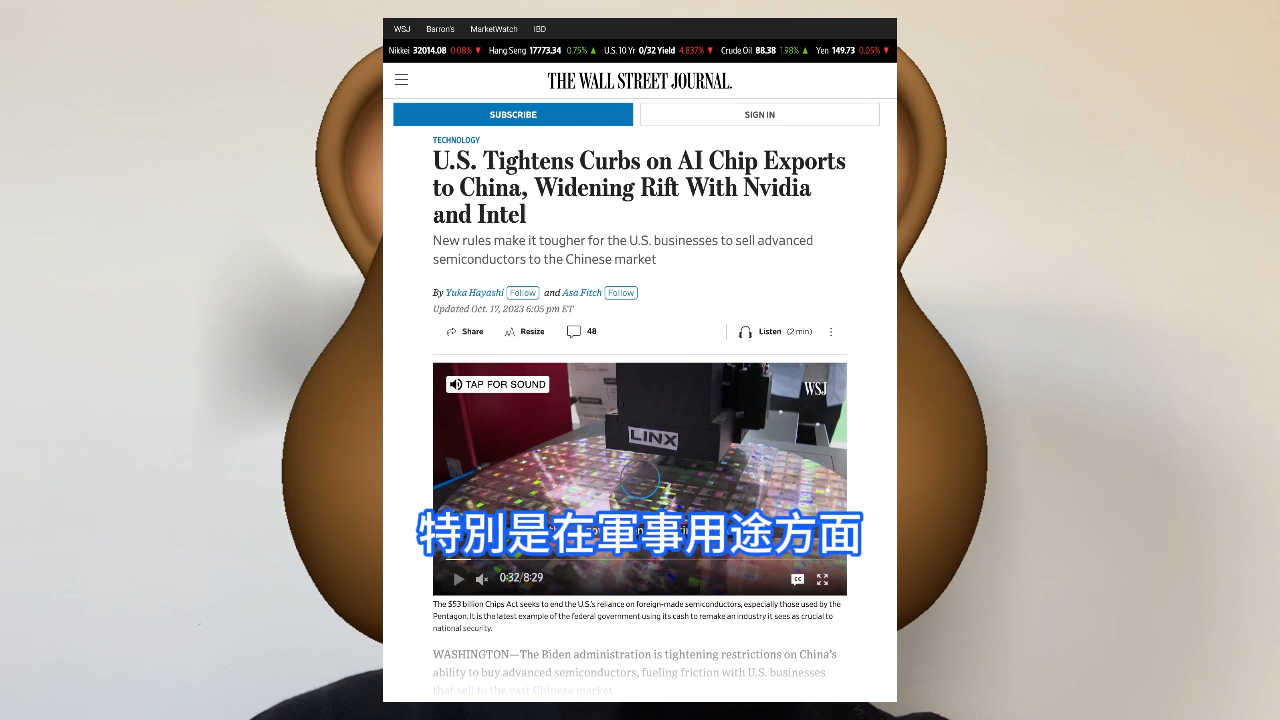 WSJ Barron's MarketWatch IBD
Nikkei 32014.08 0.08% ▼ Hang Seng 17773.34 0.75% ▲ U.S. 10 Yr 0/32 Yield 4.837% ▼ Crude Oil 88.38 1.98% ▲ Yen 149.73 0.05% ▼
THE WALL STREET JOURNAL.
SUBSCRIBE SIGN IN
TECHNOLOGY
U.S. Tightens Curbs on AI Chip Exports
to China, Widening Rift With Nvidia
and Intel
New rules make it tougher for the U.S. businesses to sell advanced
semiconductors to the Chinese market
By Yuka Hayashi Follow and Asa Fitch Follow
Updated Oct. 17, 2023 6:05 pm ET
Share Resize 48 Listen (2 min)
TAP FOR SOUND
WSJ
LINX
特別是在軍事用途方面
0:32/8:29
CC
The $53 billion Chips Act seeks to end the U.S.'s reliance on foreign-made semiconductors, especially those used by the
Pentagon. It is the latest example of the federal government using its cash to remake an industry it sees as crucial to
national security.
WASHINGTON—The Biden administration is tightening restrictions on China's
ability to buy advanced semiconductors, fueling friction with U.S. businesses
that sell to the vast Chinese market.